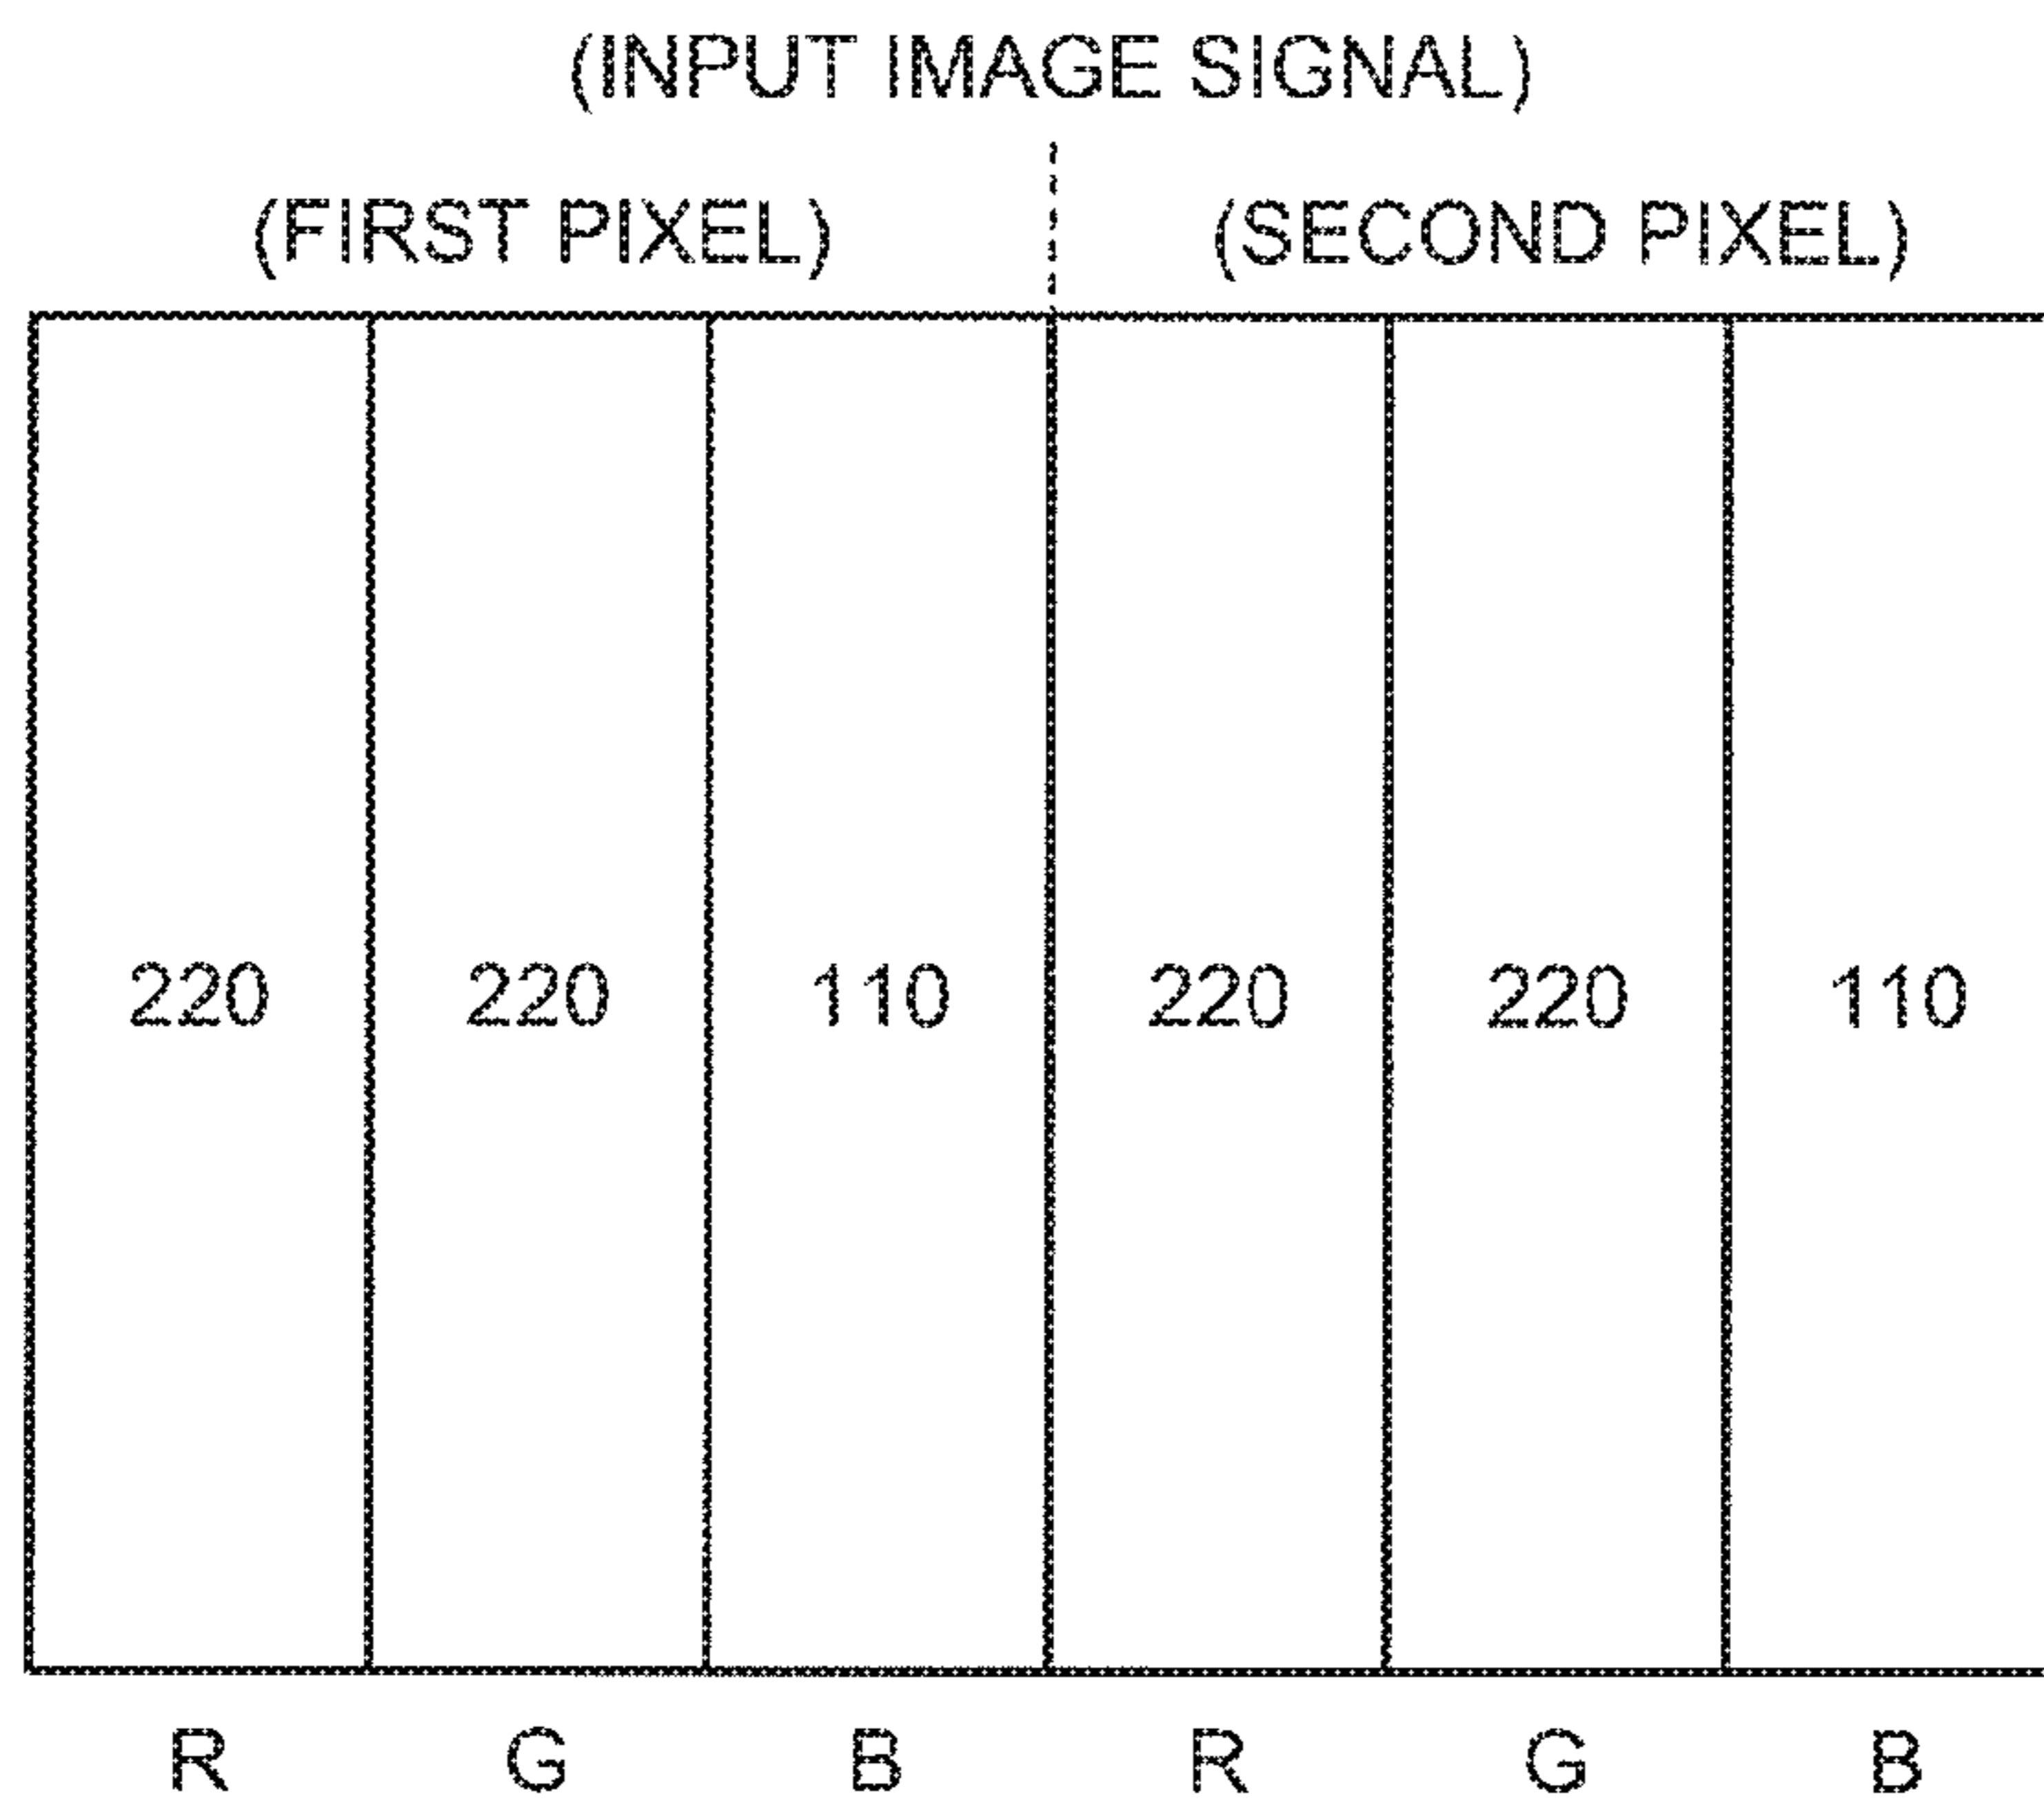 (INPUT IMAGE SIGNAL)
(FIRST PIXEL) (SECOND PIXEL)
220 220 110 220 220 110
R G B R G B